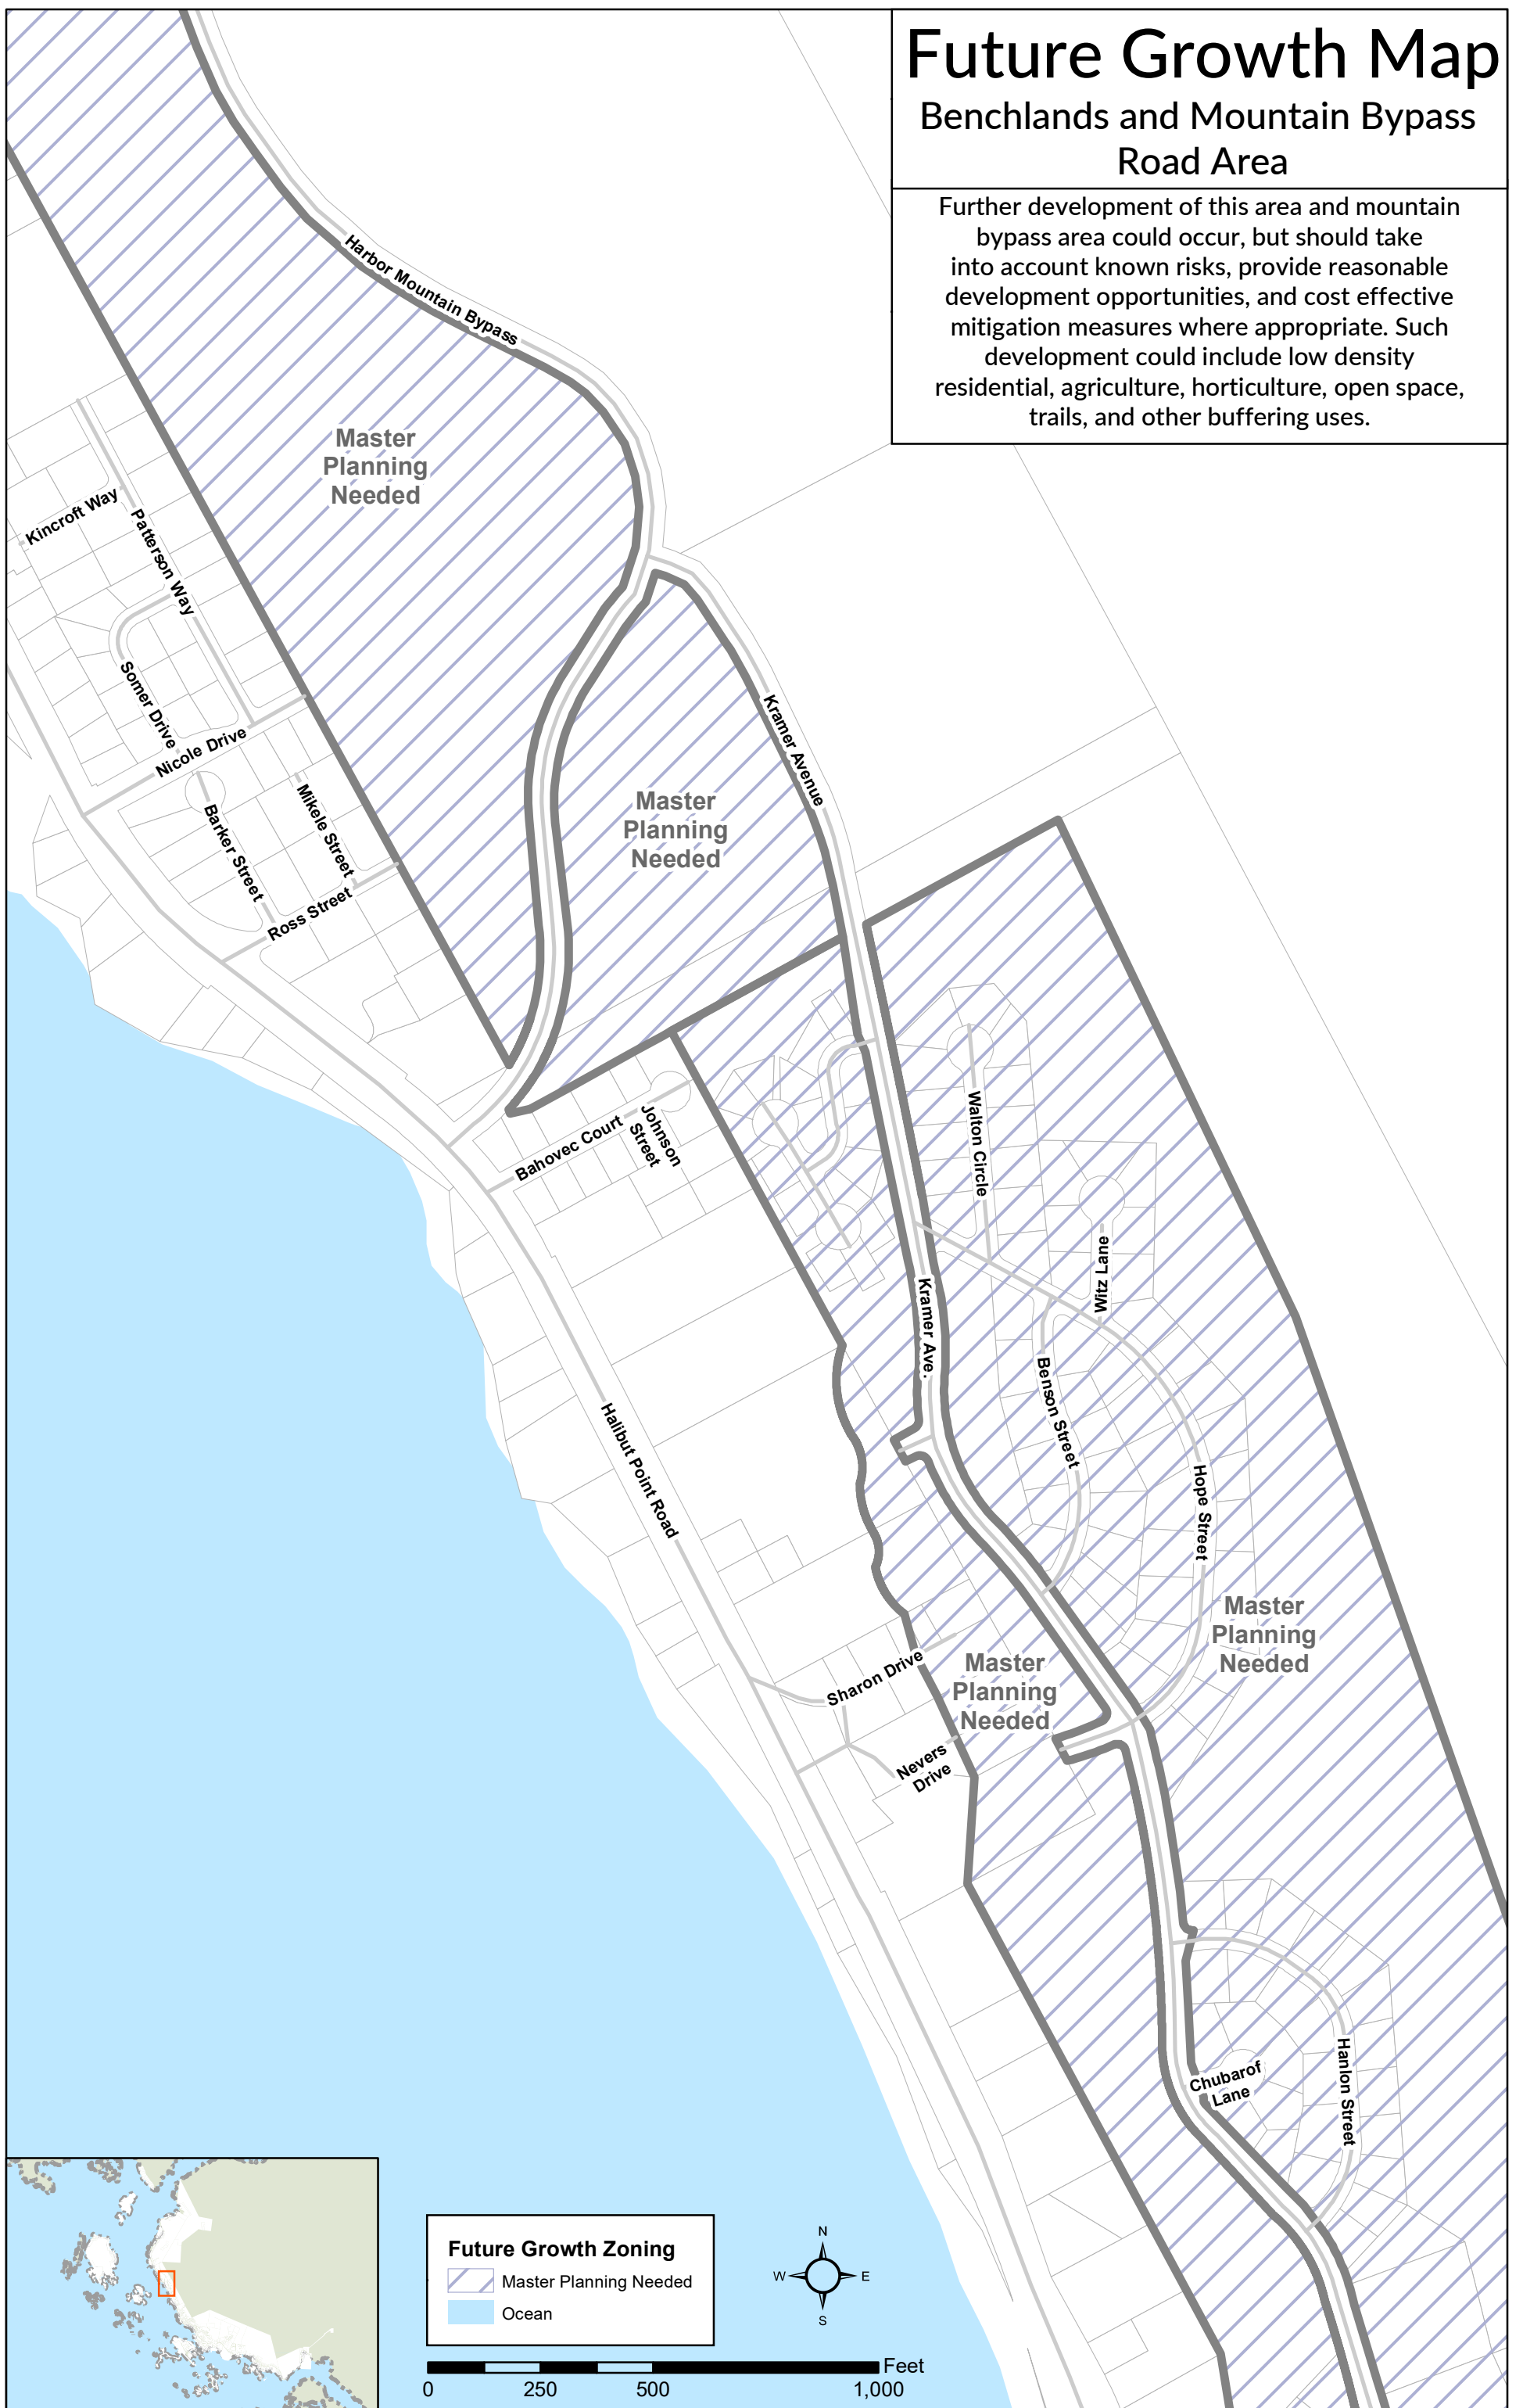 Future Growth Map
Benchlands and Mountain Bypass
Road Area
Further development of this area and mountain
bypass area could occur, but should take
into account known risks, provide reasonable
development opportunities, and cost effective
mitigation measures where appropriate. Such
development could include low density
residential, agriculture, horticulture, open space,
trails, and other buffering uses.
Harbor Mountain Bypass
Master
Planning
Needed
Kincroft Way
Patterson Way
Somer Drive
Nicole Drive
Kramer Avenue
Mikele Street
Barker Street
Ross Street
Master
Planning
Needed
Bahovec Court
Johnson
Street
Walton Circle
Witz Lane
Kramer Ave.
Benson Street
Halibut Point Road
Hope Street
Master
Planning
Needed
Sharon Drive
Master
Planning
Needed
Nevers
Drive
Chubarof
Lane
Hanlon Street
Future Growth Zoning
Master Planning Needed
Ocean
N
W
E
S
Feet
0
250
500
1,000